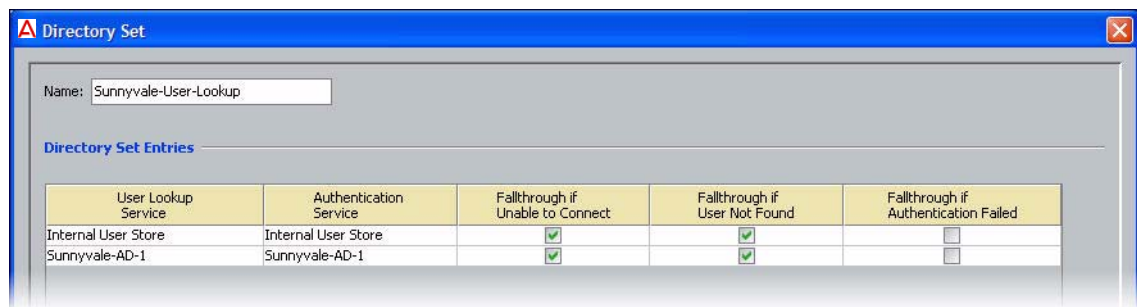 Directory Set
Name: Sunnyvale-User-Lookup
Directory Set Entries
User Lookup Service Authentication Service Fallthrough if Unable to Connect Fallthrough if User Not Found Fallthrough if Authentication Failed
Internal User Store Internal User Store
Sunnyvale-AD-1 Sunnyvale-AD-1